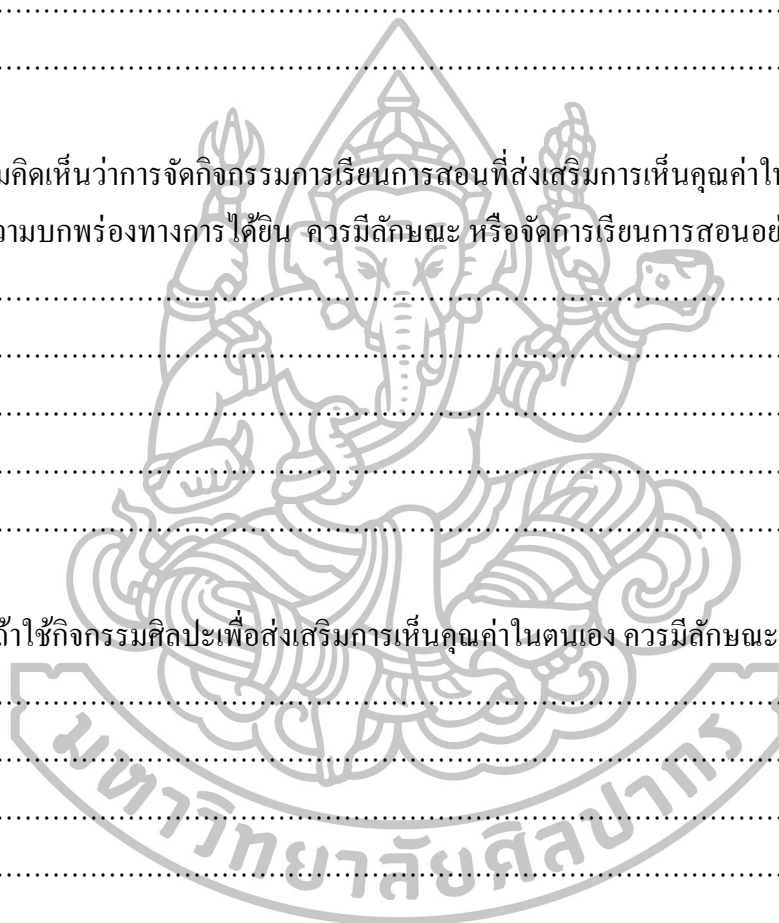 ................................................................................
................................................................................
มคิดเห็นว่าการจัดกิจกรรมการเรียนการสอนที่ส่งเสริมการเห็นคุณค่าใน
วามบกพร่องทางการได้ยิน ควรมีลักษณะ หรือจัดการเรียนการสอนอย่
................................................................................
................................................................................
................................................................................
................................................................................
................................................................................
ถ้าใช้กิจกรรมศิลปะเพื่อส่งเสริมการเห็นคุณค่าในตนเอง ควรมีลักษณะ
................................................................................
................................................................................
................................................................................
................................................................................
มหาวิทยาลัยศิลปากร